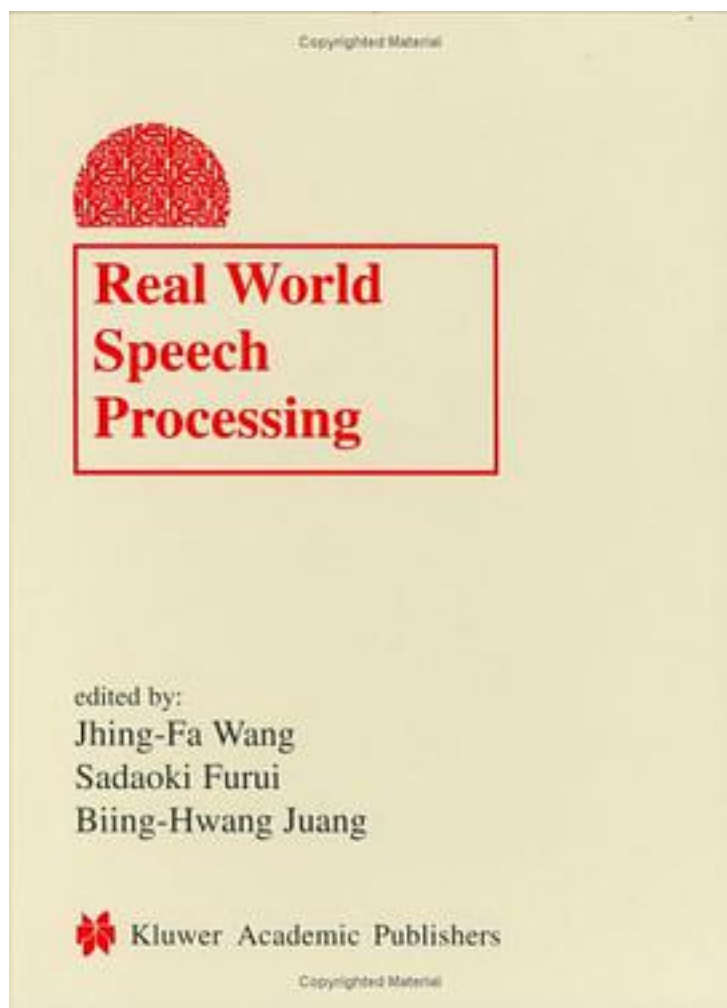 Copyrighted Material
Real World
Speech
Processing
edited by:
Jhing-Fa Wang
Sadaoki Furui
Biing-Hwang Juang
Kluwer Academic Publishers
Copyrighted Material